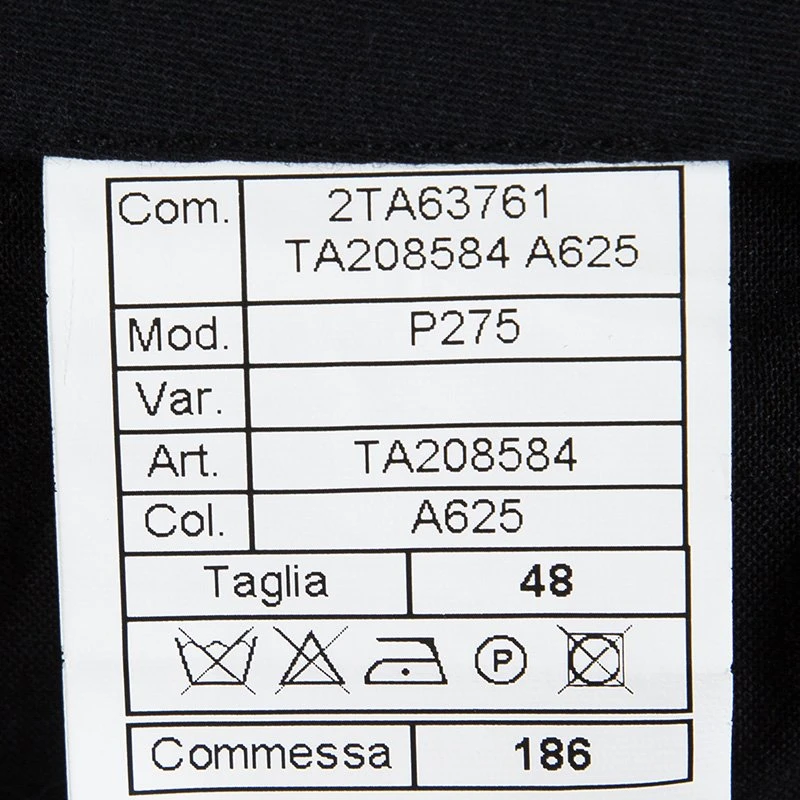 Com. 2TA63761
TA208584 A625
Mod. P275
Var.
Art. TA208584
Col. A625
Taglia 48
P
Commessa 186